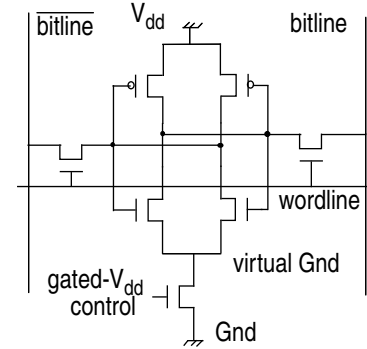 bitline
V_dd
bitline
wordline
virtual Gnd
gated-V_dd
control
Gnd